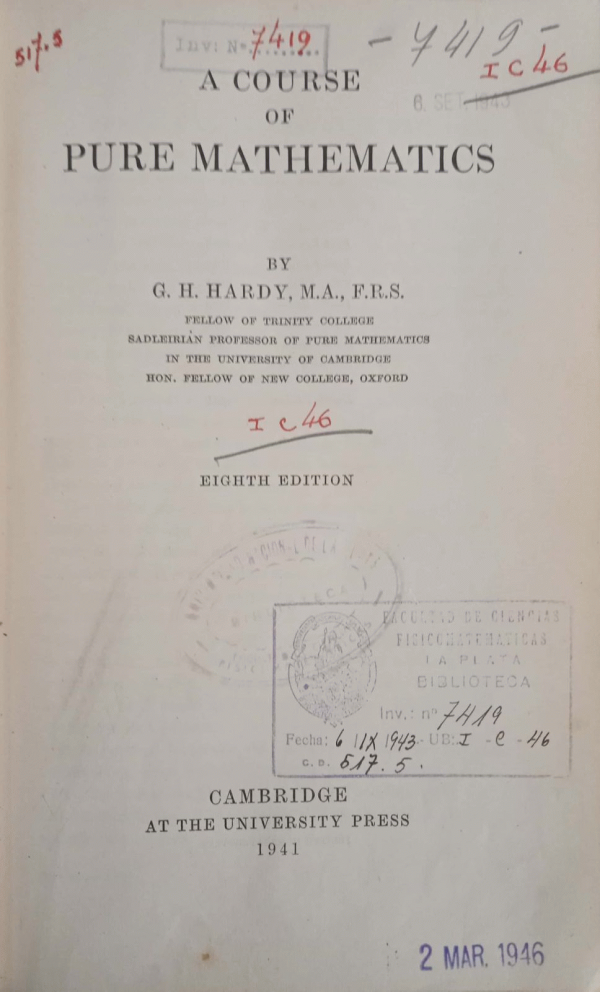 517.5
Inv: Nº 7419
- 7419 -
I C 46
6 SET. 1943
A COURSE
OF
PURE MATHEMATICS
BY
G. H. HARDY, M.A., F.R.S.
FELLOW OF TRINITY COLLEGE
SADLEIRIAN PROFESSOR OF PURE MATHEMATICS
IN THE UNIVERSITY OF CAMBRIDGE
HON. FELLOW OF NEW COLLEGE, OXFORD
I C 46
EIGHTH EDITION
FACULTAD DE CIENCIAS
FISICOMATEMATICAS
LA PLATA
BIBLIOTECA
Inv.: nº 7419
Fecha: 6 IX 1943 - UB: I - C - 46
C. D. 517.5.
CAMBRIDGE
AT THE UNIVERSITY PRESS
1941
2 MAR. 1946